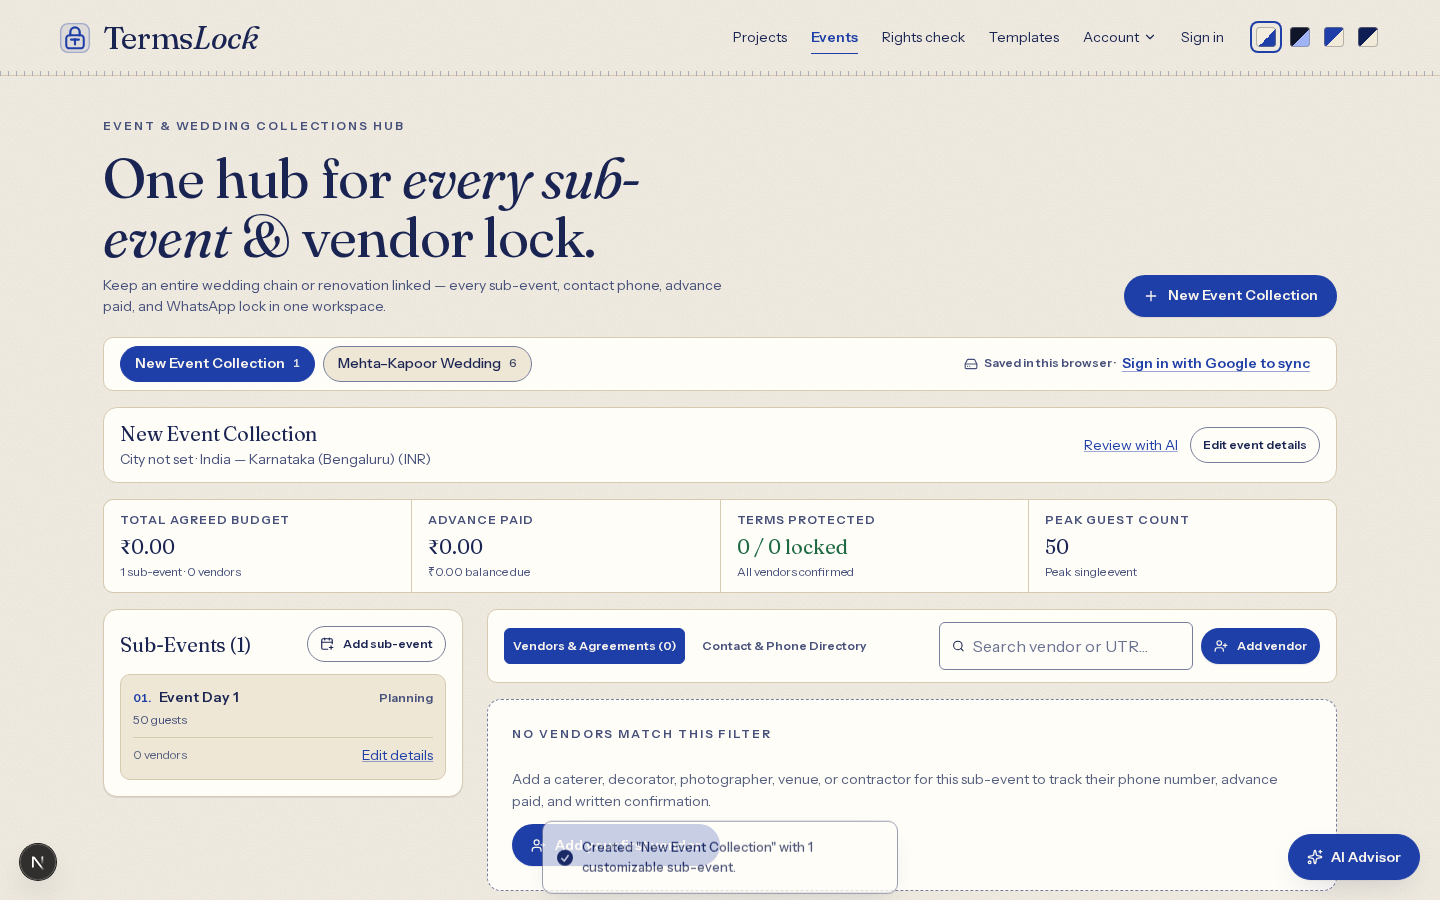 TermsLock
Projects
Events
Rights check
Templates
Account
Sign in
EVENT & WEDDING COLLECTIONS HUB
One hub for every sub-
event & vendor lock.
Keep an entire wedding chain or renovation linked — every sub-event, contact phone, advance
paid, and WhatsApp lock in one workspace.
New Event Collection
New Event Collection 1
Mehta–Kapoor Wedding 6
Saved in this browser ·
Sign in with Google to sync
New Event Collection
City not set · India — Karnataka (Bengaluru) (INR)
Review with AI
Edit event details
TOTAL AGREED BUDGET
₹0.00
1 sub-event · 0 vendors
ADVANCE PAID
₹0.00
₹0.00 balance due
TERMS PROTECTED
0 / 0 locked
All vendors confirmed
PEAK GUEST COUNT
50
Peak single event
Sub-Events (1)
Add sub-event
01. Event Day 1
Planning
50 guests
0 vendors
Edit details
Vendors & Agreements (0)
Contact & Phone Directory
Search vendor or UTR...
Add vendor
NO VENDORS MATCH THIS FILTER
Add a caterer, decorator, photographer, venue, or contractor for this sub-event to track their phone number, advance
paid, and written confirmation.
Created "New Event Collection" with 1
customizable sub-event.
N
AI Advisor